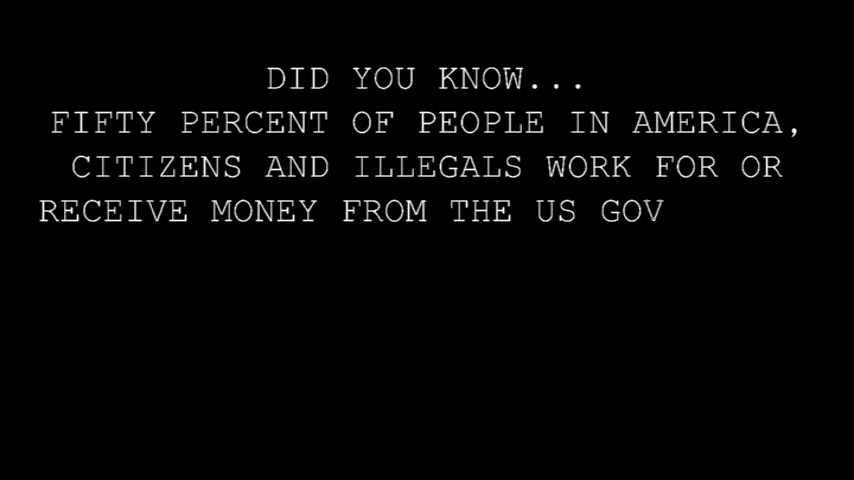 DID YOU KNOW...
FIFTY PERCENT OF PEOPLE IN AMERICA,
CITIZENS AND ILLEGALS WORK FOR OR
RECEIVE MONEY FROM THE US GOV